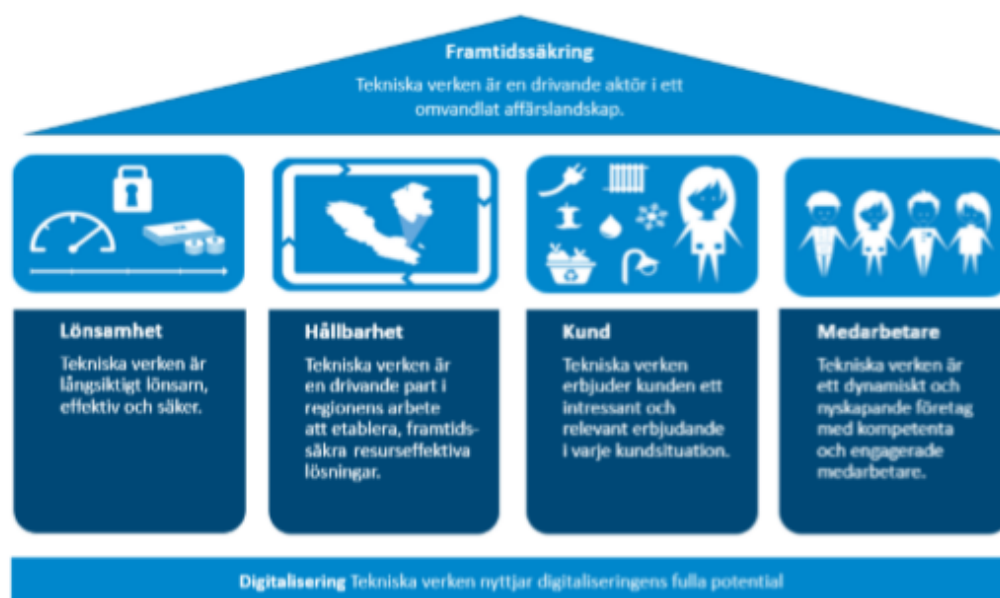 Framtidssäkring
Tekniska verken är en drivande aktör i ett
omvandlat affärslandskap.
Lönsamhet
Tekniska verken är
långsiktigt lönsam,
effektiv och säker.
Hållbarhet
Tekniska verken är
en drivande part i
regionens arbete
att etablera, framtids-
säkra resurseffektiva
lösningar.
Kund
Tekniska verken
erbjuder kunden ett
intressant och
relevant erbjudande
i varje kundsituation.
Medarbetare
Tekniska verken är
ett dynamiskt och
nyskapande företag
med kompetenta
och engagerade
medarbetare.
Digitalisering Tekniska verken nyttjar digitaliseringens fulla potential